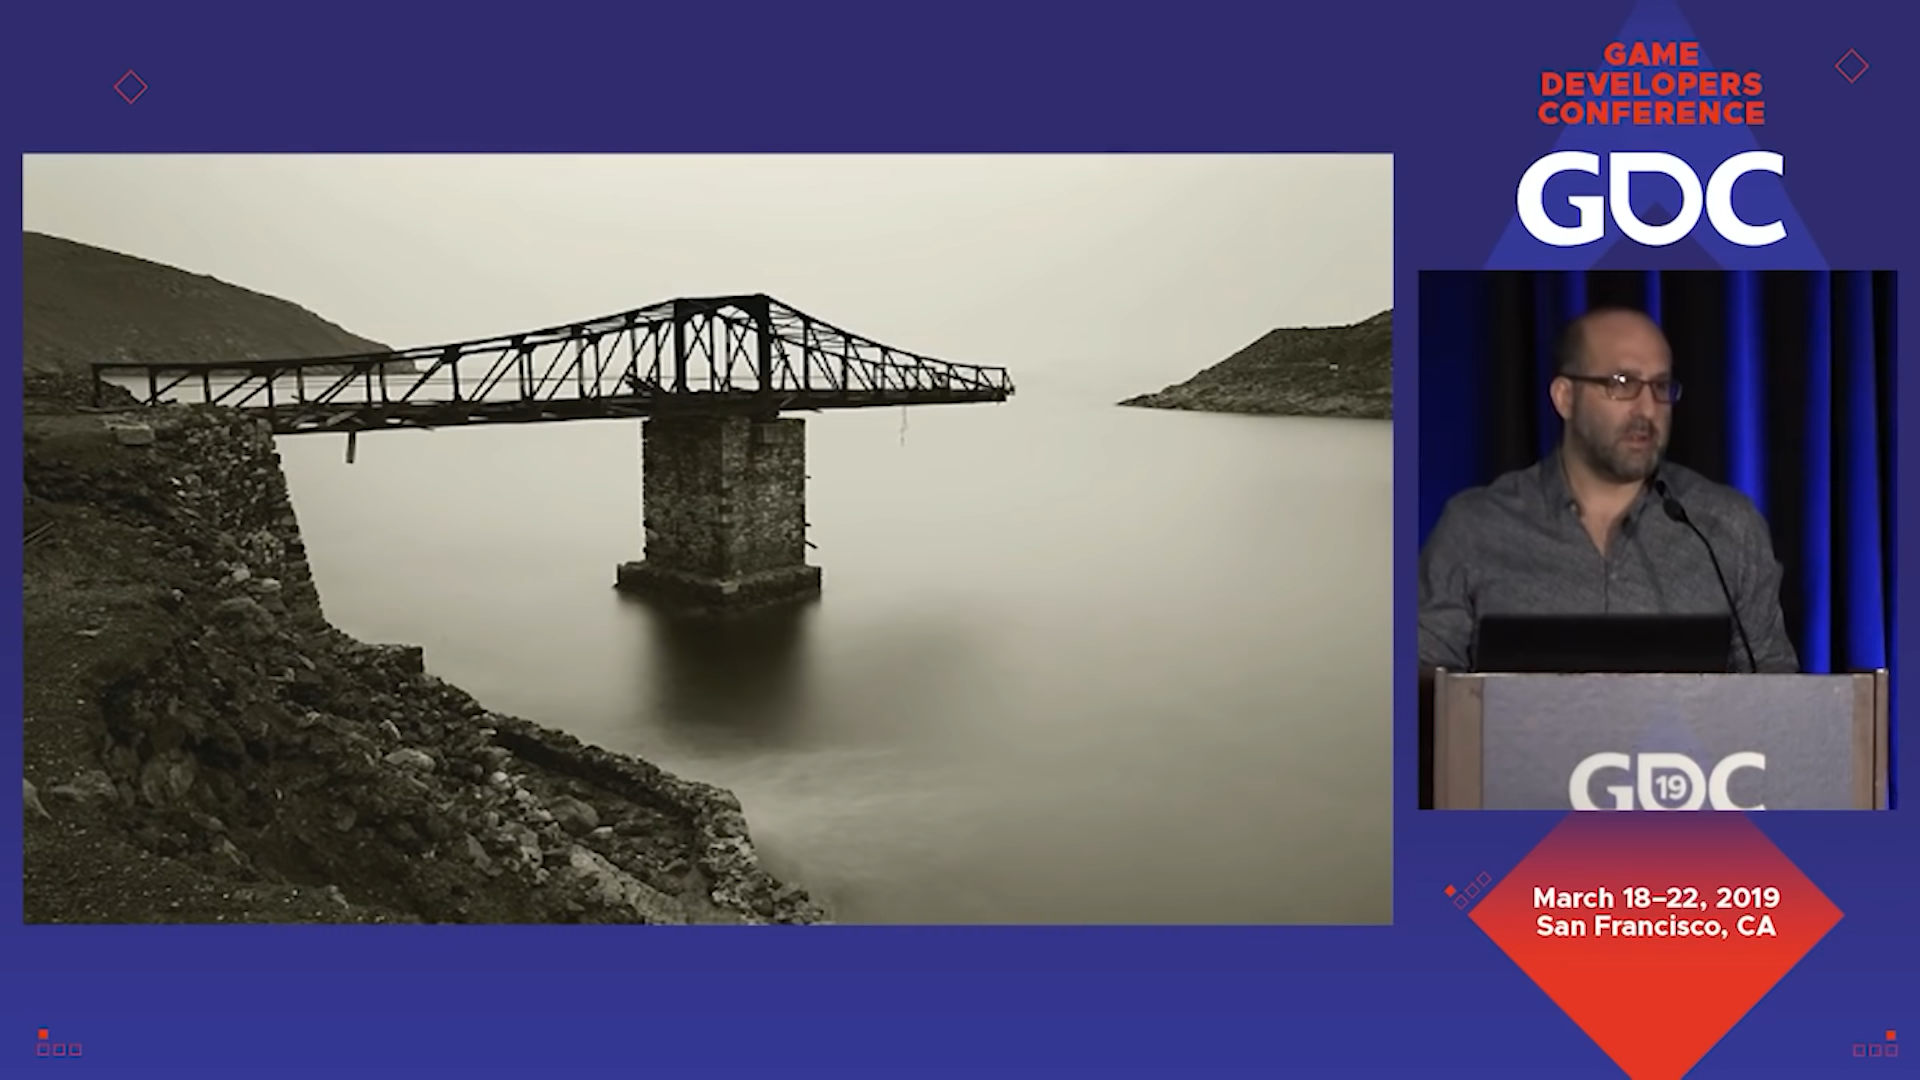 GAME
DEVELOPERS
CONFERENCE
GDC
GDC
19
March 18–22, 2019
San Francisco, CA